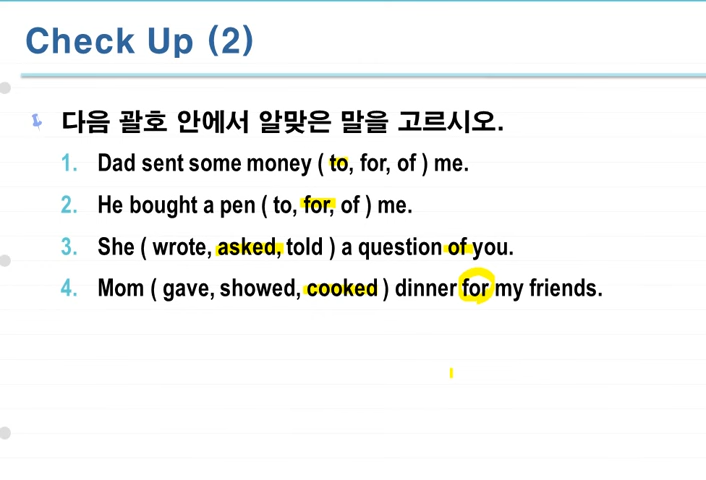 Check Up (2)
다음 괄호 안에서 알맞은 말을 고르시오.
1. Dad sent some money ( to, for, of ) me.
2. He bought a pen ( to, for, of ) me.
3. She ( wrote, asked, told ) a question of you.
4. Mom ( gave, showed, cooked ) dinner for my friends.